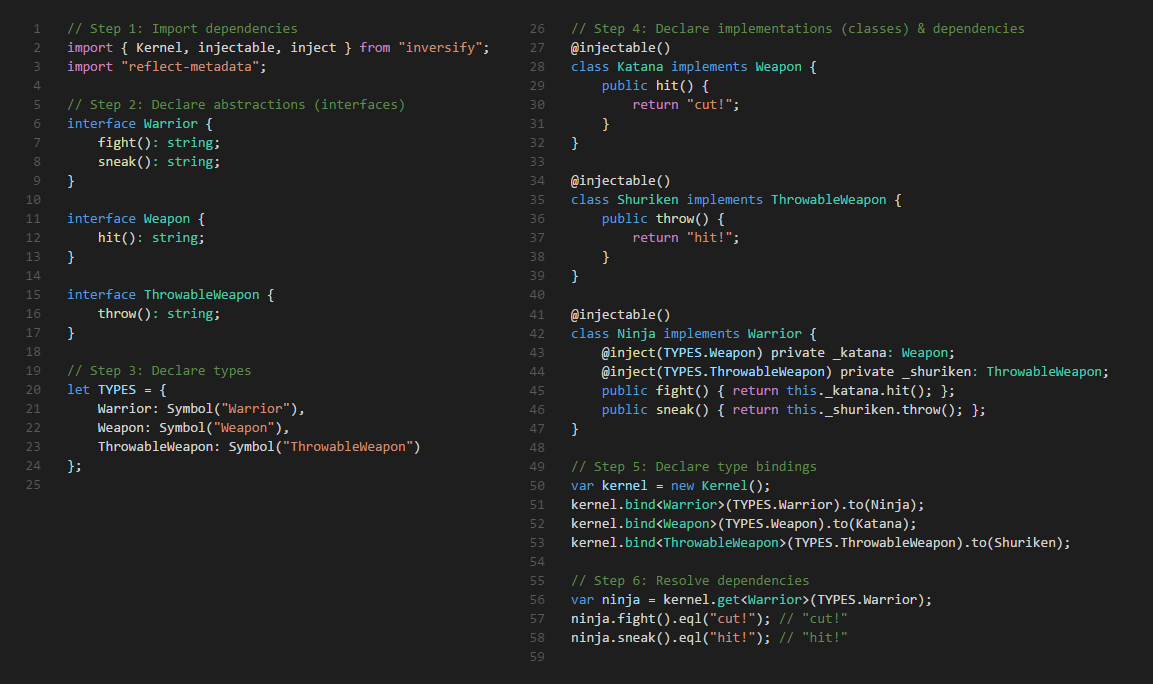 1 // Step 1: Import dependencies
2 import { Kernel, injectable, inject } from "inversify";
3 import "reflect-metadata";
4
5 // Step 2: Declare abstractions (interfaces)
6 interface Warrior {
7     fight(): string;
8     sneak(): string;
9 }
10
11 interface Weapon {
12     hit(): string;
13 }
14
15 interface ThrowableWeapon {
16     throw(): string;
17 }
18
19 // Step 3: Declare types
20 let TYPES = {
21     Warrior: Symbol("Warrior"),
22     Weapon: Symbol("Weapon"),
23     ThrowableWeapon: Symbol("ThrowableWeapon")
24 };
25
26 // Step 4: Declare implementations (classes) & dependencies
27 @injectable()
28 class Katana implements Weapon {
29     public hit() {
30         return "cut!";
31     }
32 }
33
34 @injectable()
35 class Shuriken implements ThrowableWeapon {
36     public throw() {
37         return "hit!";
38     }
39 }
40
41 @injectable()
42 class Ninja implements Warrior {
43     @inject(TYPES.Weapon) private _katana: Weapon;
44     @inject(TYPES.ThrowableWeapon) private _shuriken: ThrowableWeapon;
45     public fight() { return this._katana.hit(); };
46     public sneak() { return this._shuriken.throw(); };
47 }
48
49 // Step 5: Declare type bindings
50 var kernel = new Kernel();
51 kernel.bind<Warrior>(TYPES.Warrior).to(Ninja);
52 kernel.bind<Weapon>(TYPES.Weapon).to(Katana);
53 kernel.bind<ThrowableWeapon>(TYPES.ThrowableWeapon).to(Shuriken);
54
55 // Step 6: Resolve dependencies
56 var ninja = kernel.get<Warrior>(TYPES.Warrior);
57 ninja.fight().eql("cut!"); // "cut!"
58 ninja.sneak().eql("hit!"); // "hit!"
59